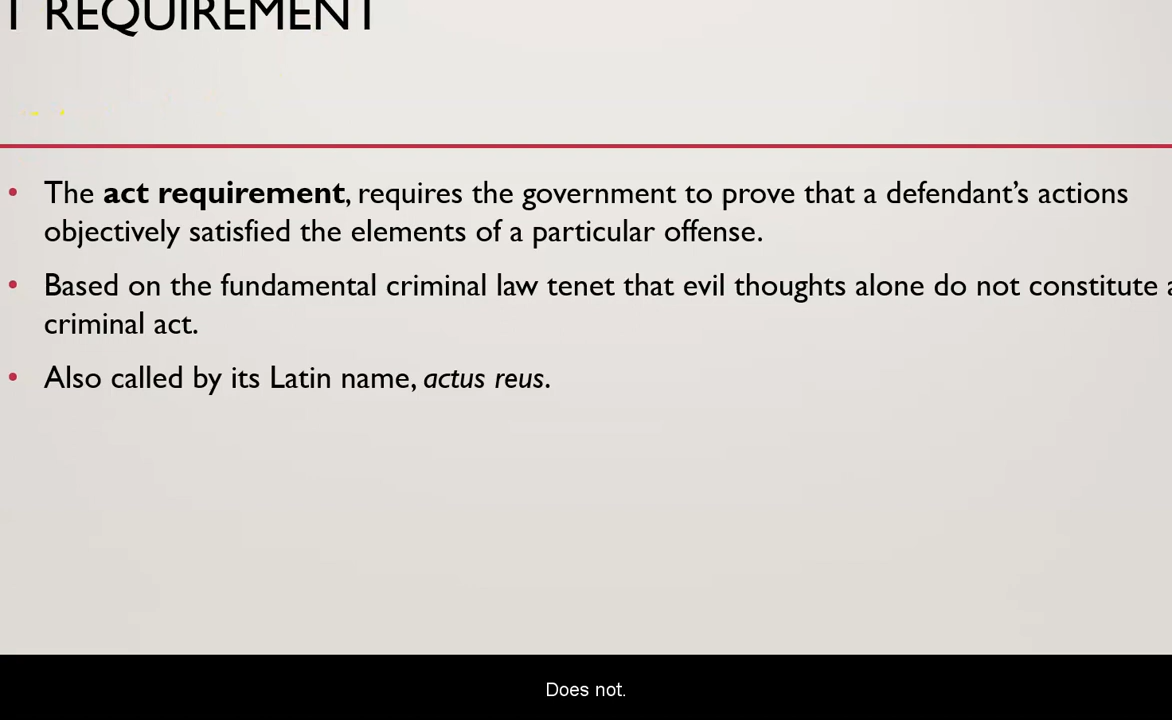 T REQUIREMENT
• The act requirement, requires the government to prove that a defendant’s actions
objectively satisfied the elements of a particular offense.
• Based on the fundamental criminal law tenet that evil thoughts alone do not constitute a
criminal act.
• Also called by its Latin name, actus reus.
Does not.